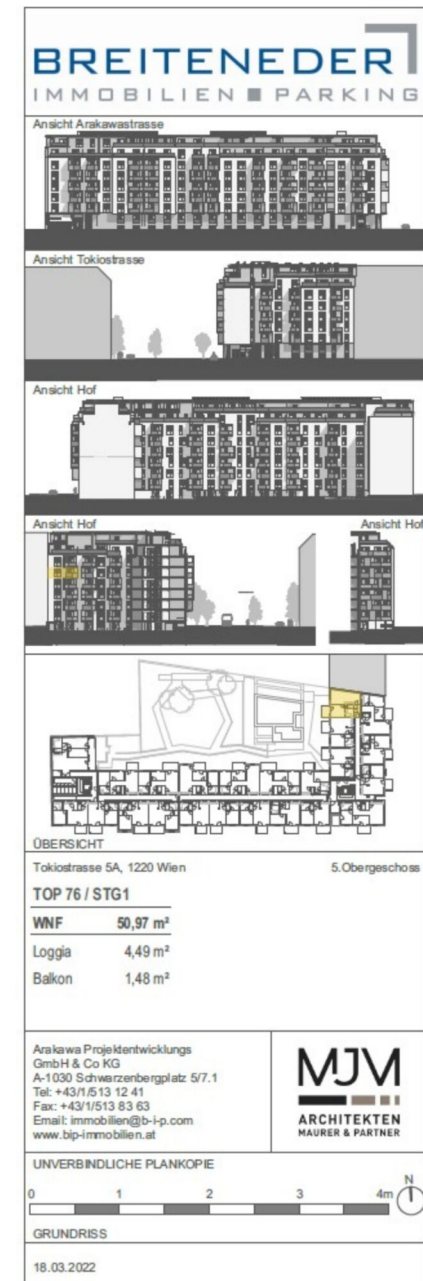 BREITENEDER
IMMOBILIEN ■ PARKING
Ansicht Arakawastrasse
Ansicht Tokiostrasse
Ansicht Hof
Ansicht Hof
Ansicht Hof
ÜBERSICHT
Tokiostrasse 5A, 1220 Wien 5.Obergeschoss
TOP 76 / STG1
WNF 50,97 m²
Loggia 4,49 m²
Balkon 1,48 m²
Arakawa Projektentwicklungs
GmbH & Co KG
A-1030 Schwarzenbergplatz 5/7.1
Tel: +43/1/513 12 41
Fax: +43/1/513 83 63
Email: immobilien@b-i-p.com
www.bip-immobilien.at
MJM
ARCHITEKTEN
MAURER & PARTNER
UNVERBINDLICHE PLANKOPIE
0 1 2 3 4m N
GRUNDRISS
18.03.2022